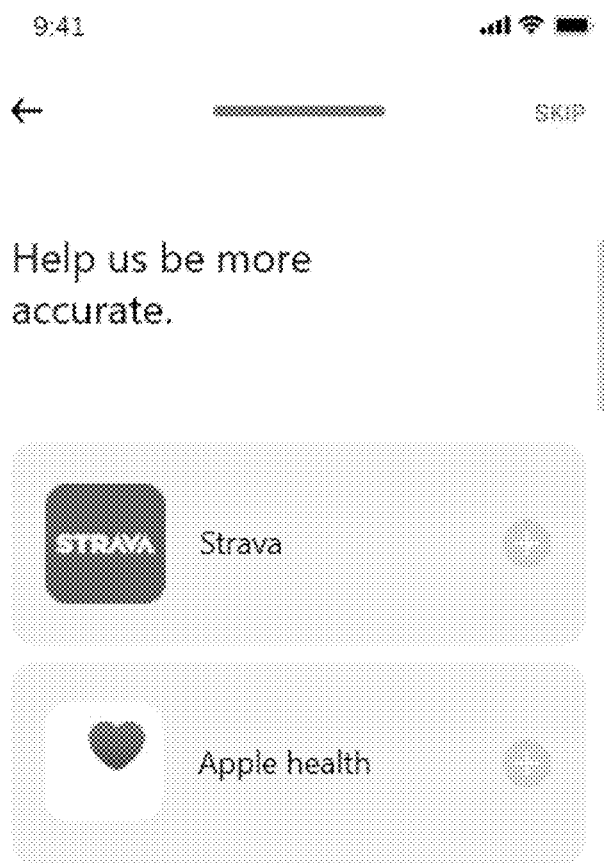 9:41
SKIP
Help us be more
accurate.
STRAVA
Strava
Apple health